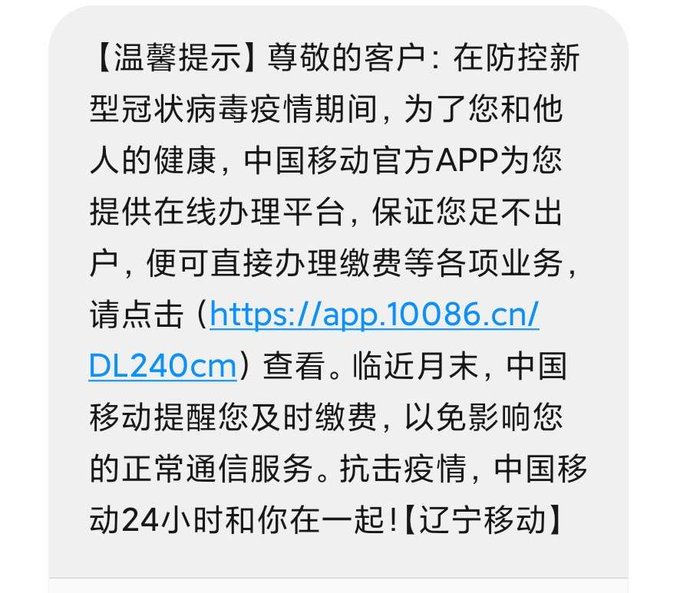 【温馨提示】尊敬的客户：在防控新
型冠状病毒疫情期间，为了您和他
人的健康，中国移动官方APP为您
提供在线办理平台，保证您足不出
户，便可直接办理缴费等各项业务，
请点击（https://app.10086.cn/
DL240cm）查看。临近月末，中国
移动提醒您及时缴费，以免影响您
的正常通信服务。抗击疫情，中国移
动24小时和你在一起!【辽宁移动】